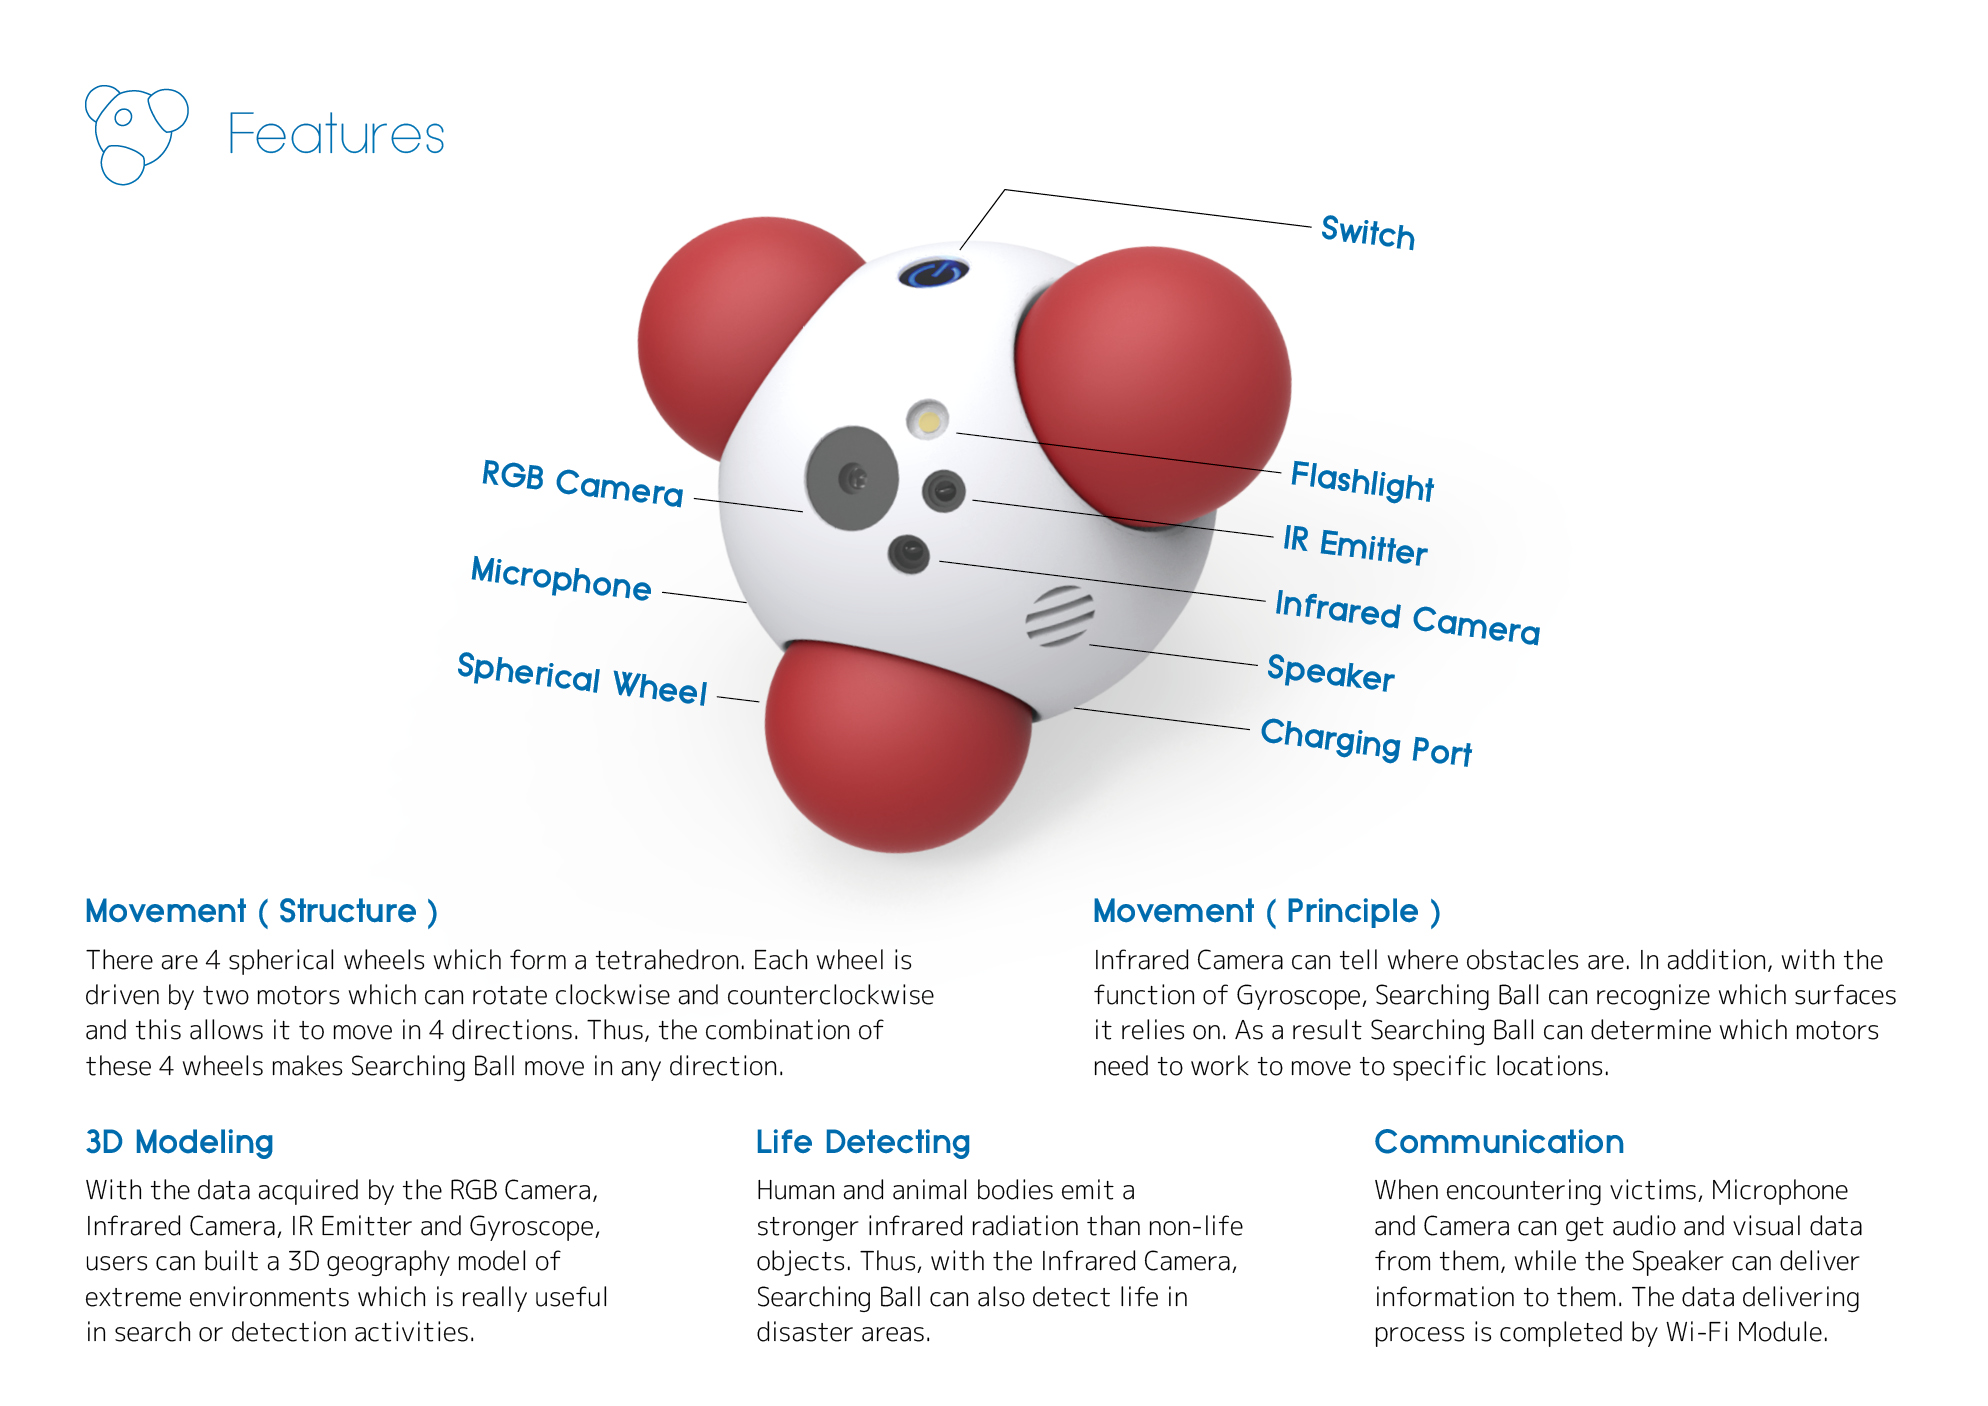 Features
Switch
RGB Camera
Flashlight
IR Emitter
Microphone
Infrared Camera
Spherical Wheel
Speaker
Charging Port
Movement ( Structure )
There are 4 spherical wheels which form a tetrahedron. Each wheel is
driven by two motors which can rotate clockwise and counterclockwise
and this allows it to move in 4 directions. Thus, the combination of
these 4 wheels makes Searching Ball move in any direction.
Movement ( Principle )
Infrared Camera can tell where obstacles are. In addition, with the
function of Gyroscope, Searching Ball can recognize which surfaces
it relies on. As a result Searching Ball can determine which motors
need to work to move to specific locations.
3D Modeling
With the data acquired by the RGB Camera,
Infrared Camera, IR Emitter and Gyroscope,
users can built a 3D geography model of
extreme environments which is really useful
in search or detection activities.
Life Detecting
Human and animal bodies emit a
stronger infrared radiation than non-life
objects. Thus, with the Infrared Camera,
Searching Ball can also detect life in
disaster areas.
Communication
When encountering victims, Microphone
and Camera can get audio and visual data
from them, while the Speaker can deliver
information to them. The data delivering
process is completed by Wi-Fi Module.